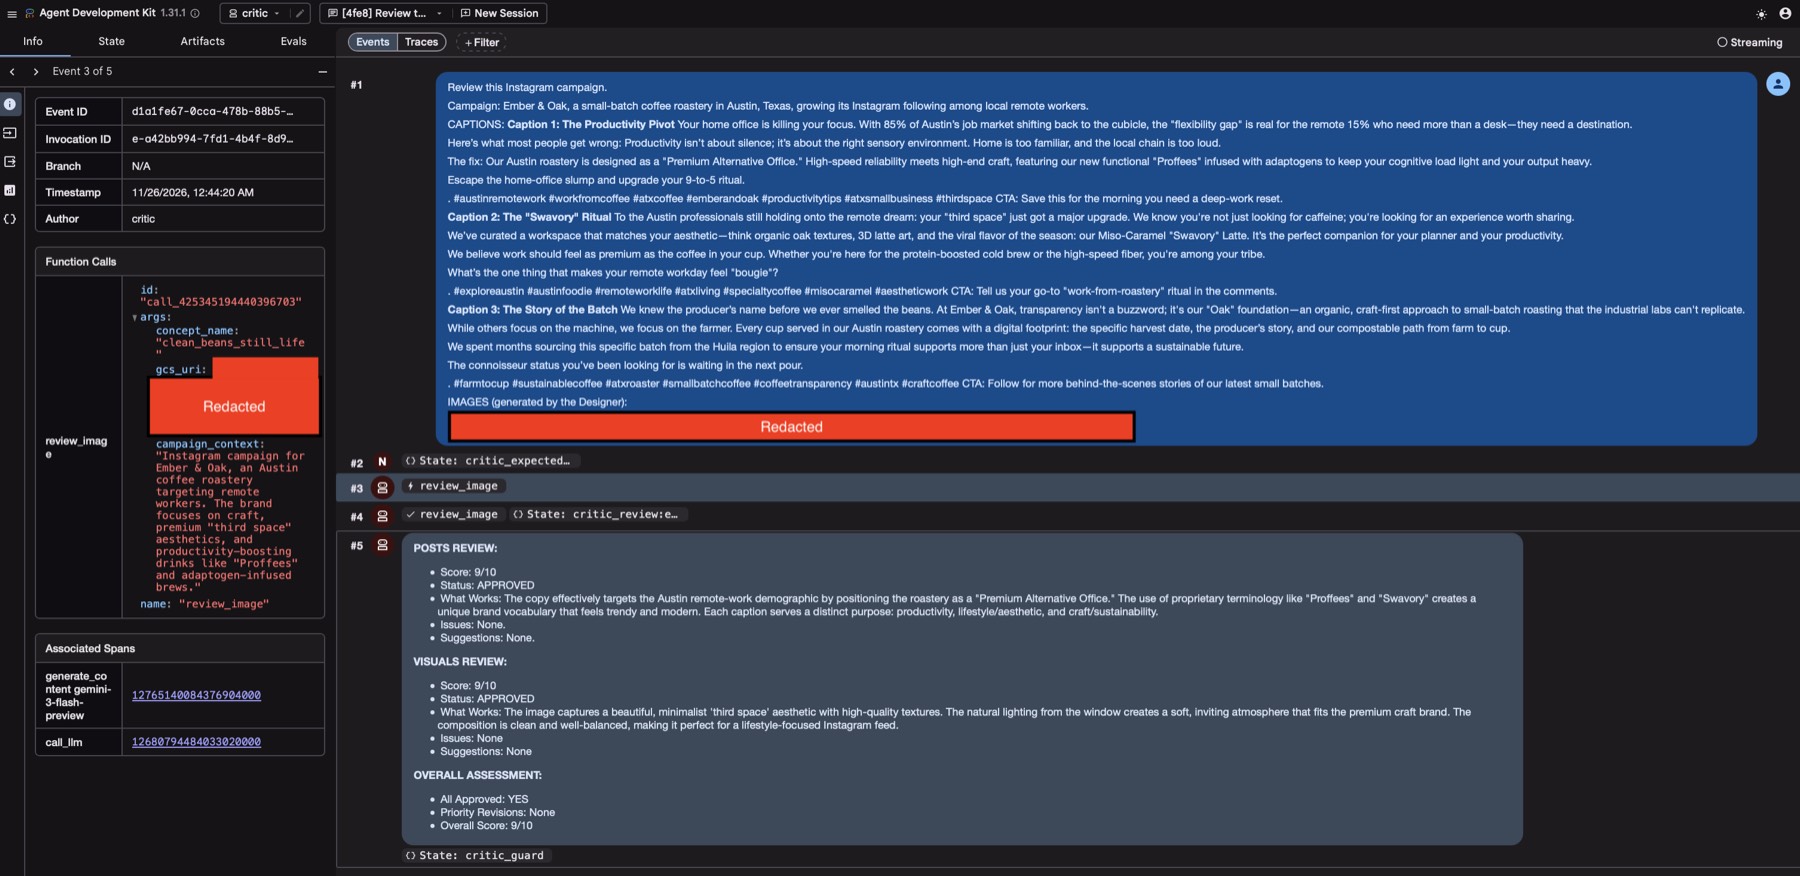 Agent Development Kit 1.31.1
critic
[4fe8] Review t...
New Session
Info
State
Artifacts
Evals
Events
Traces
+ Filter
Streaming
Event 3 of 5
Event ID d1a1fe67-0cca-478b-88b5-…
Invocation ID e-a42bb994-7fd1-4b4f-8d9…
Branch N/A
Timestamp 11/26/2026, 12:44:20 AM
Author critic
Function Calls
review_imag
e
id:
"call_425345194440396703"
args:
concept_name:
"clean_beans_still_life
"
gcs_uri:
Redacted
campaign_context:
"Instagram campaign for
Ember & Oak, an Austin
coffee roastery
targeting remote
workers. The brand
focuses on craft,
premium "third space"
aesthetics, and
productivity-boosting
drinks like "Proffees"
and adaptogen-infused
brews."
name: "review_image"
Associated Spans
generate_co
ntent gemini-
3-flash-
preview
12765140084376904000
call_llm 12680794484033020000
#1
Review this Instagram campaign.
Campaign: Ember & Oak, a small-batch coffee roastery in Austin, Texas, growing its Instagram following among local remote workers.
CAPTIONS: Caption 1: The Productivity Pivot Your home office is killing your focus. With 85% of Austin's job market shifting back to the cubicle, the "flexibility gap" is real for the remote 15% who need more than a desk—they need a destination.
Here's what most people get wrong: Productivity isn't about silence; it's about the right sensory environment. Home is too familiar, and the local chain is too loud.
The fix: Our Austin roastery is designed as a "Premium Alternative Office." High-speed reliability meets high-end craft, featuring our new functional "Proffees" infused with adaptogens to keep your cognitive load light and your output heavy.
Escape the home-office slump and upgrade your 9-to-5 ritual.
. #austinremotework #workfromcoffee #atxcoffee #emberandoak #productivitytips #atxsmallbusiness #thirdspace CTA: Save this for the morning you need a deep-work reset.
Caption 2: The "Swavory" Ritual To the Austin professionals still holding onto the remote dream: your "third space" just got a major upgrade. We know you're not just looking for caffeine; you're looking for an experience worth sharing.
We've curated a workspace that matches your aesthetic—think organic oak textures, 3D latte art, and the viral flavor of the season: our Miso-Caramel "Swavory" Latte. It's the perfect companion for your planner and your productivity.
We believe work should feel as premium as the coffee in your cup. Whether you're here for the protein-boosted cold brew or the high-speed fiber, you're among your tribe.
What's the one thing that makes your remote workday feel "bougie"?
. #exploreaustin #austinfoodie #remoteworklife #atxliving #specialtycoffee #misocaramel #aestheticwork CTA: Tell us your go-to "work-from-roastery" ritual in the comments.
Caption 3: The Story of the Batch We knew the producer's name before we ever smelled the beans. At Ember & Oak, transparency isn't a buzzword; it's our "Oak" foundation—an organic, craft-first approach to small-batch roasting that the industrial labs can't replicate.
While others focus on the machine, we focus on the farmer. Every cup served in our Austin roastery comes with a digital footprint: the specific harvest date, the producer's story, and our compostable path from farm to cup.
We spent months sourcing this specific batch from the Huila region to ensure your morning ritual supports more than just your inbox—it supports a sustainable future.
The connoisseur status you've been looking for is waiting in the next pour.
. #farmtocup #sustainablecoffee #atxroaster #smallbatchcoffee #coffeetransparency #austintx #craftcoffee CTA: Follow for more behind-the-scenes stories of our latest small batches.
IMAGES (generated by the Designer):
Redacted
#2 N State: critic_expected…
#3 review_image
#4 review_image State: critic_review:e…
#5
POSTS REVIEW:
• Score: 9/10
• Status: APPROVED
• What Works: The copy effectively targets the Austin remote-work demographic by positioning the roastery as a "Premium Alternative Office." The use of proprietary terminology like "Proffees" and "Swavory" creates a
unique brand vocabulary that feels trendy and modern. Each caption serves a distinct purpose: productivity, lifestyle/aesthetic, and craft/sustainability.
• Issues: None.
• Suggestions: None.
VISUALS REVIEW:
• Score: 9/10
• Status: APPROVED
• What Works: The image captures a beautiful, minimalist 'third space' aesthetic with high-quality textures. The natural lighting from the window creates a soft, inviting atmosphere that fits the premium craft brand. The
composition is clean and well-balanced, making it perfect for a lifestyle-focused Instagram feed.
• Issues: None
• Suggestions: None
OVERALL ASSESSMENT:
• All Approved: YES
• Priority Revisions: None
• Overall Score: 9/10
State: critic_guard